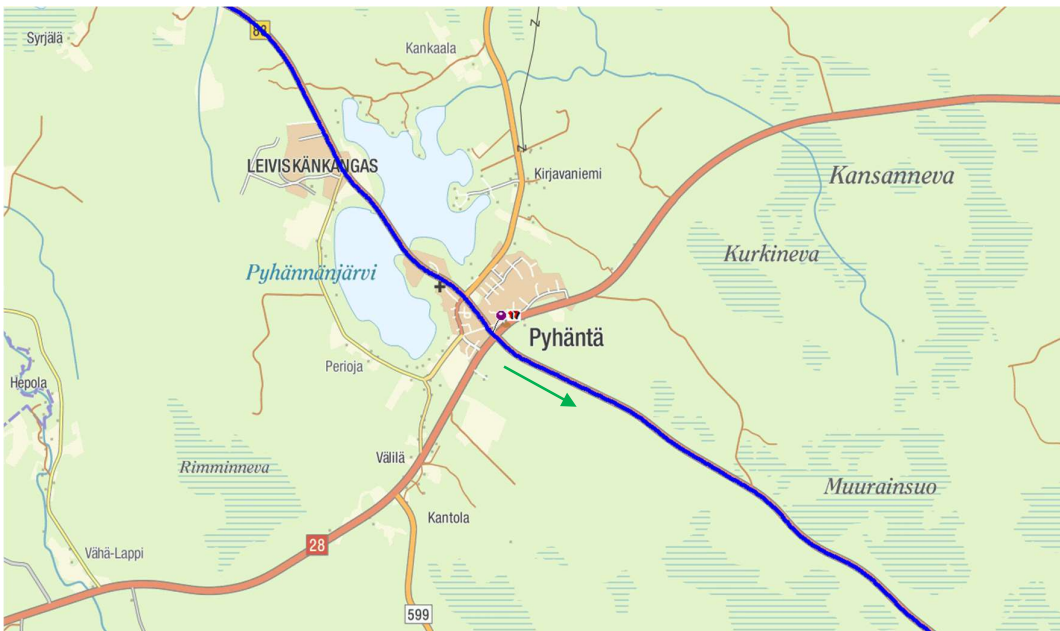 88
Syrjälä
Kankaala
LEIVISKÄNKANGAS
Kirjavaniemi
Kansanneva
Kurkineva
Pyhännänjärvi
17
Pyhäntä
Perioja
Hepola
Välilä
Rimminneva
Muurainsuo
Kantola
28
Vähä-Lappi
599